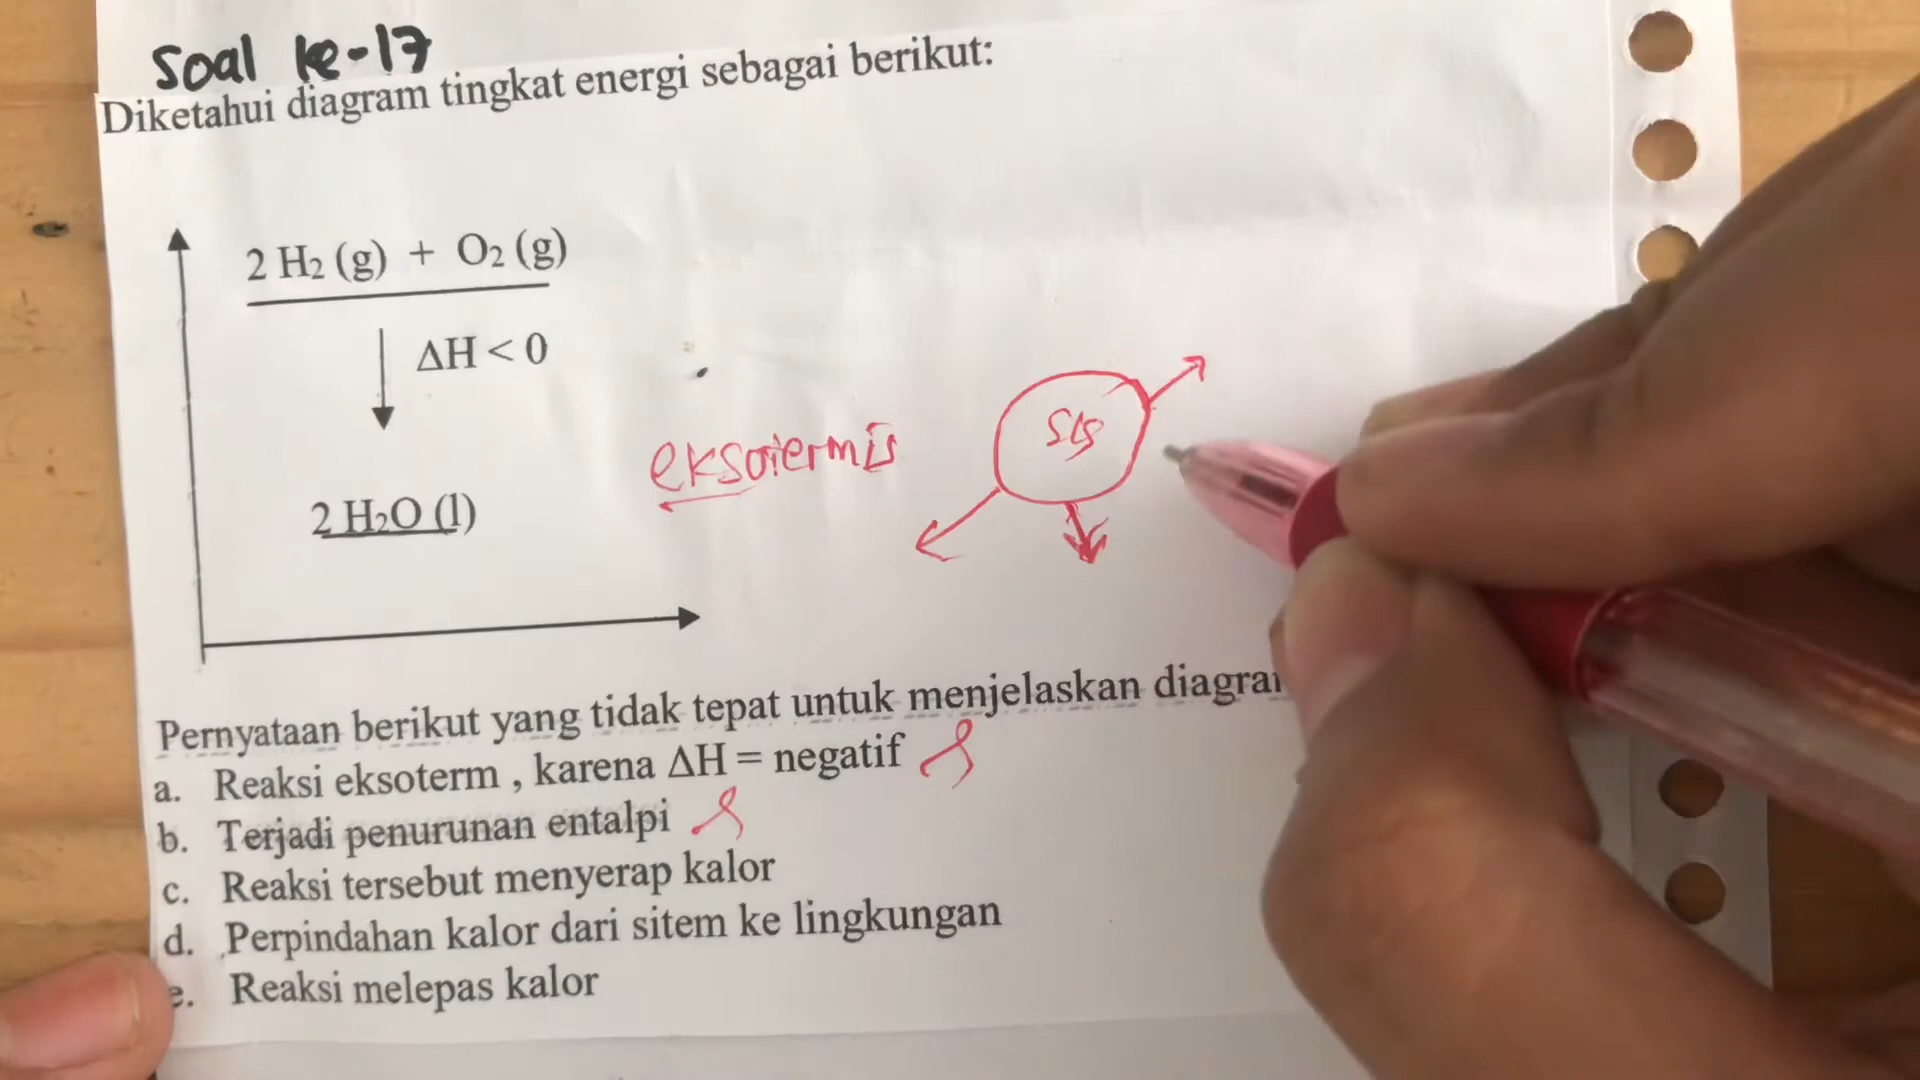 Soal ke-17
Diketahui diagram tingkat energi sebagai berikut:
2 H₂ (g) + O₂ (g)
ΔH < 0
2 H₂O (l)
eksotermis
Pernyataan berikut yang tidak tepat untuk menjelaskan
a. Reaksi eksoterm , karena ΔH = negatif
b. Terjadi penurunan entalpi
c. Reaksi tersebut menyerap kalor
d. Perpindahan kalor dari sitem ke lingkungan
e. Reaksi melepas kalor